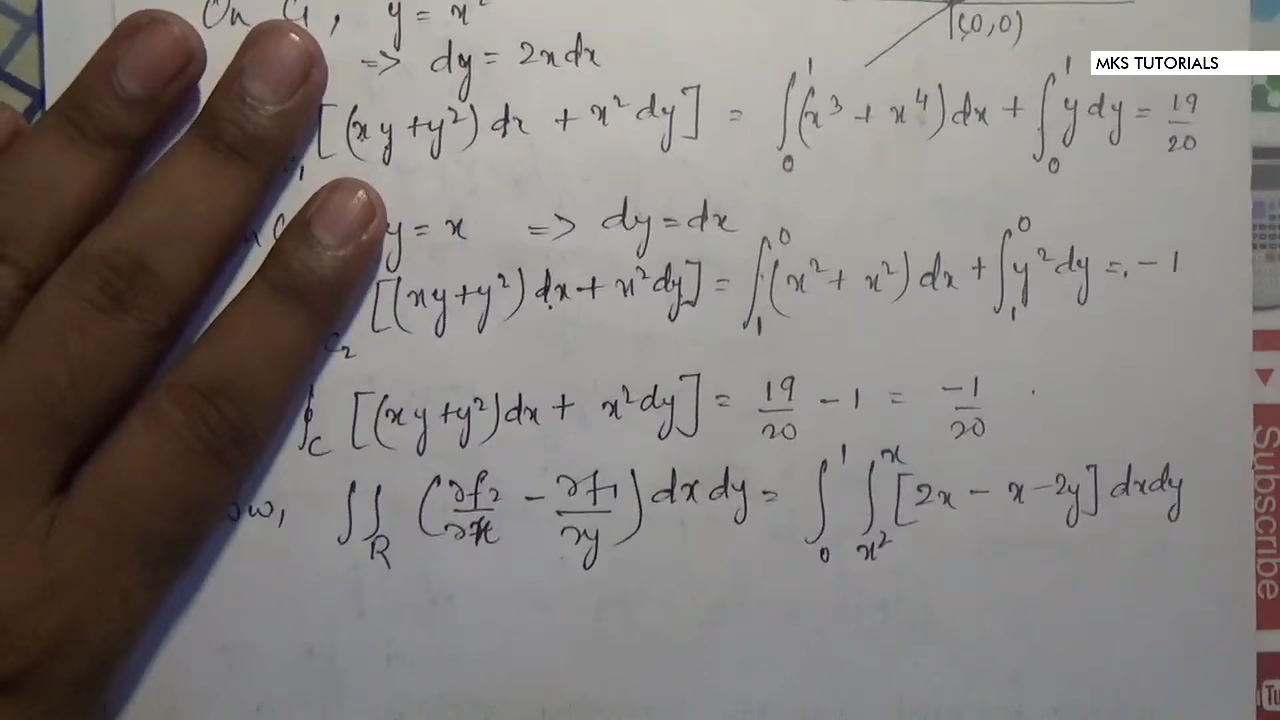 On C₁, y = x²
(0,0)
=> dy = 2x dx
MKS TUTORIALS
[(xy+y²) dx + x² dy] = ∫₀¹ (x³ + x⁴) dx + ∫₀¹ y dy = 19/20
y = x => dy = dx
C₂ [(xy+y²) dx + x² dy] = ∫₁⁰ (x² + x²) dx + ∫₁⁰ y² dy = -1
∮_C [(xy+y²) dx + x² dy] = 19/20 - 1 = -1/20
∬_R (∂f₂/∂x - ∂f₁/∂y) dx dy = ∫₀¹ ∫_{x²}^{x} [2x - x - 2y] dx dy
Subscribe